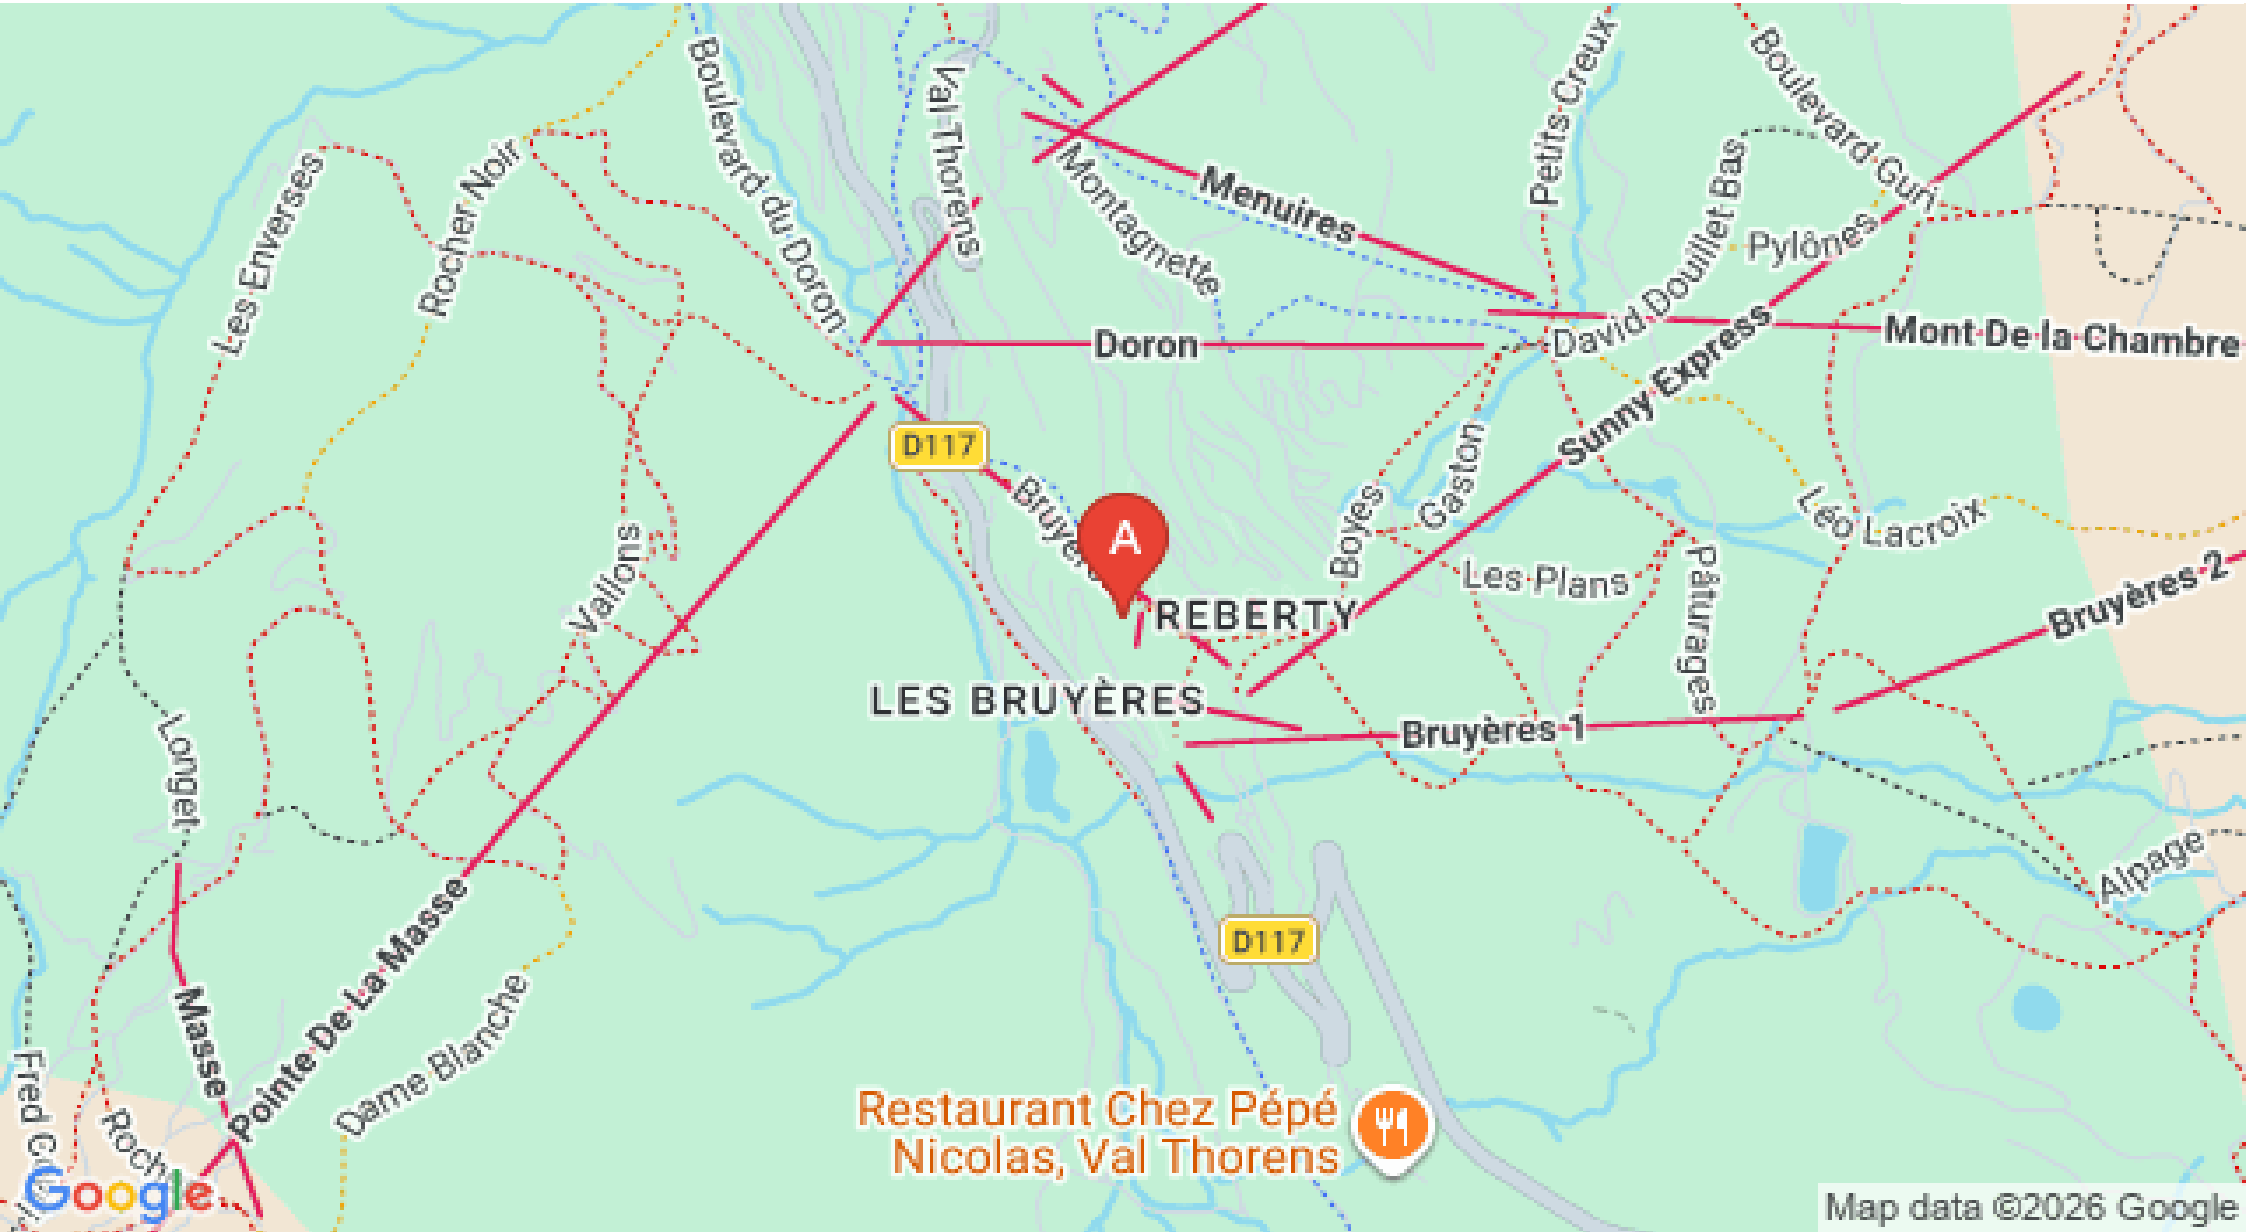 Boulevard du Doron
Val Thorens
Petits Creux
Boulevard Guri
Les Enverses
Rocher Noir
Montagnette
Menuires
David Douillet Bas
Pylônes
Doron
Mont De la Chambre
Sunny Express
D117
Bruyère
A
Gaston
Boyes
Léo Lacroix
Vallons
Les Plans
Pâturages
Bruyères 2
REBERTY
LES BRUYÈRES
Bruyères 1
Longet
Alpage
D117
Masse
Pointe De La Masse
Dame Blanche
Fred
Restaurant Chez Pépé
Nicolas, Val Thorens
Google
Map data ©2026 Google